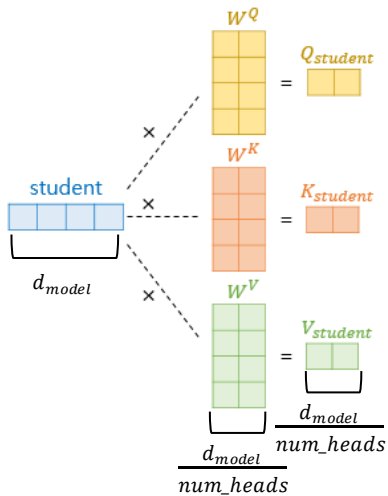 W^Q
Q_student
=
×
W^K
student
×
K_student
=
d_model
×
W^V
V_student
=
d_model
num_heads
d_model
num_heads